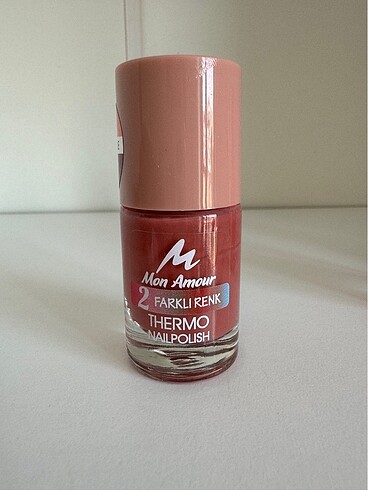 Mon Amour
2 FARKLI RENK
THERMO
NAILPOLISH